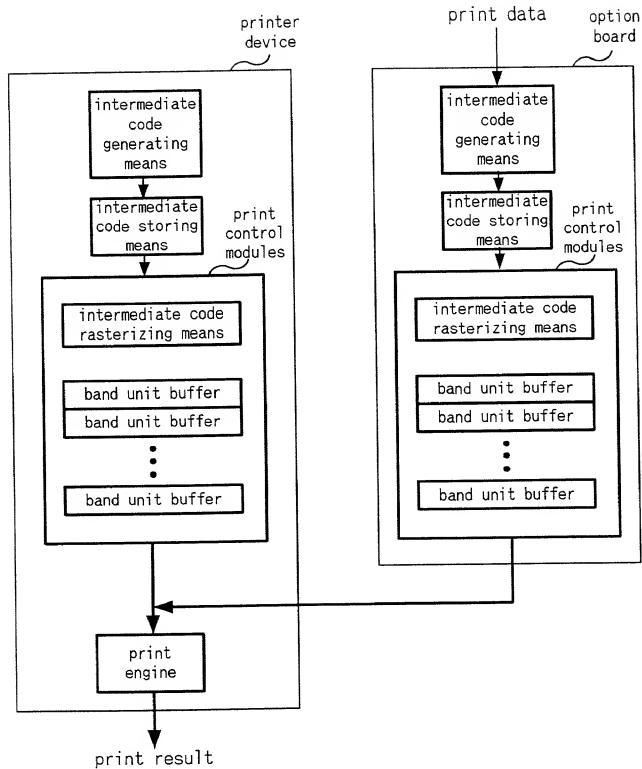 printer
device
intermediate
code
generating
means
intermediate
code storing
means
print
control
modules
intermediate code
rasterizing means
band unit buffer
band unit buffer
band unit buffer
print
engine
print result
print data
option
board
intermediate
code
generating
means
intermediate
code storing
means
print
control
modules
intermediate code
rasterizing means
band unit buffer
band unit buffer
band unit buffer